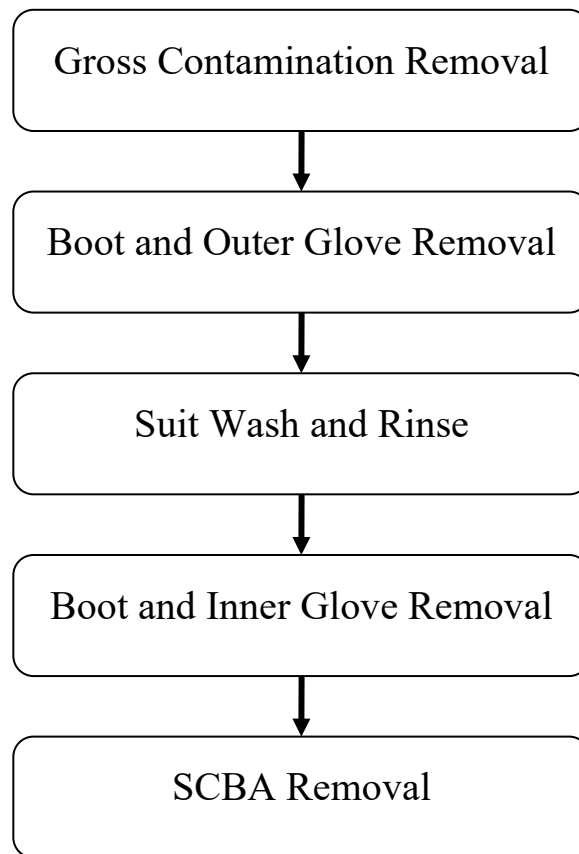 Gross Contamination Removal
Boot and Outer Glove Removal
Suit Wash and Rinse
Boot and Inner Glove Removal
SCBA Removal